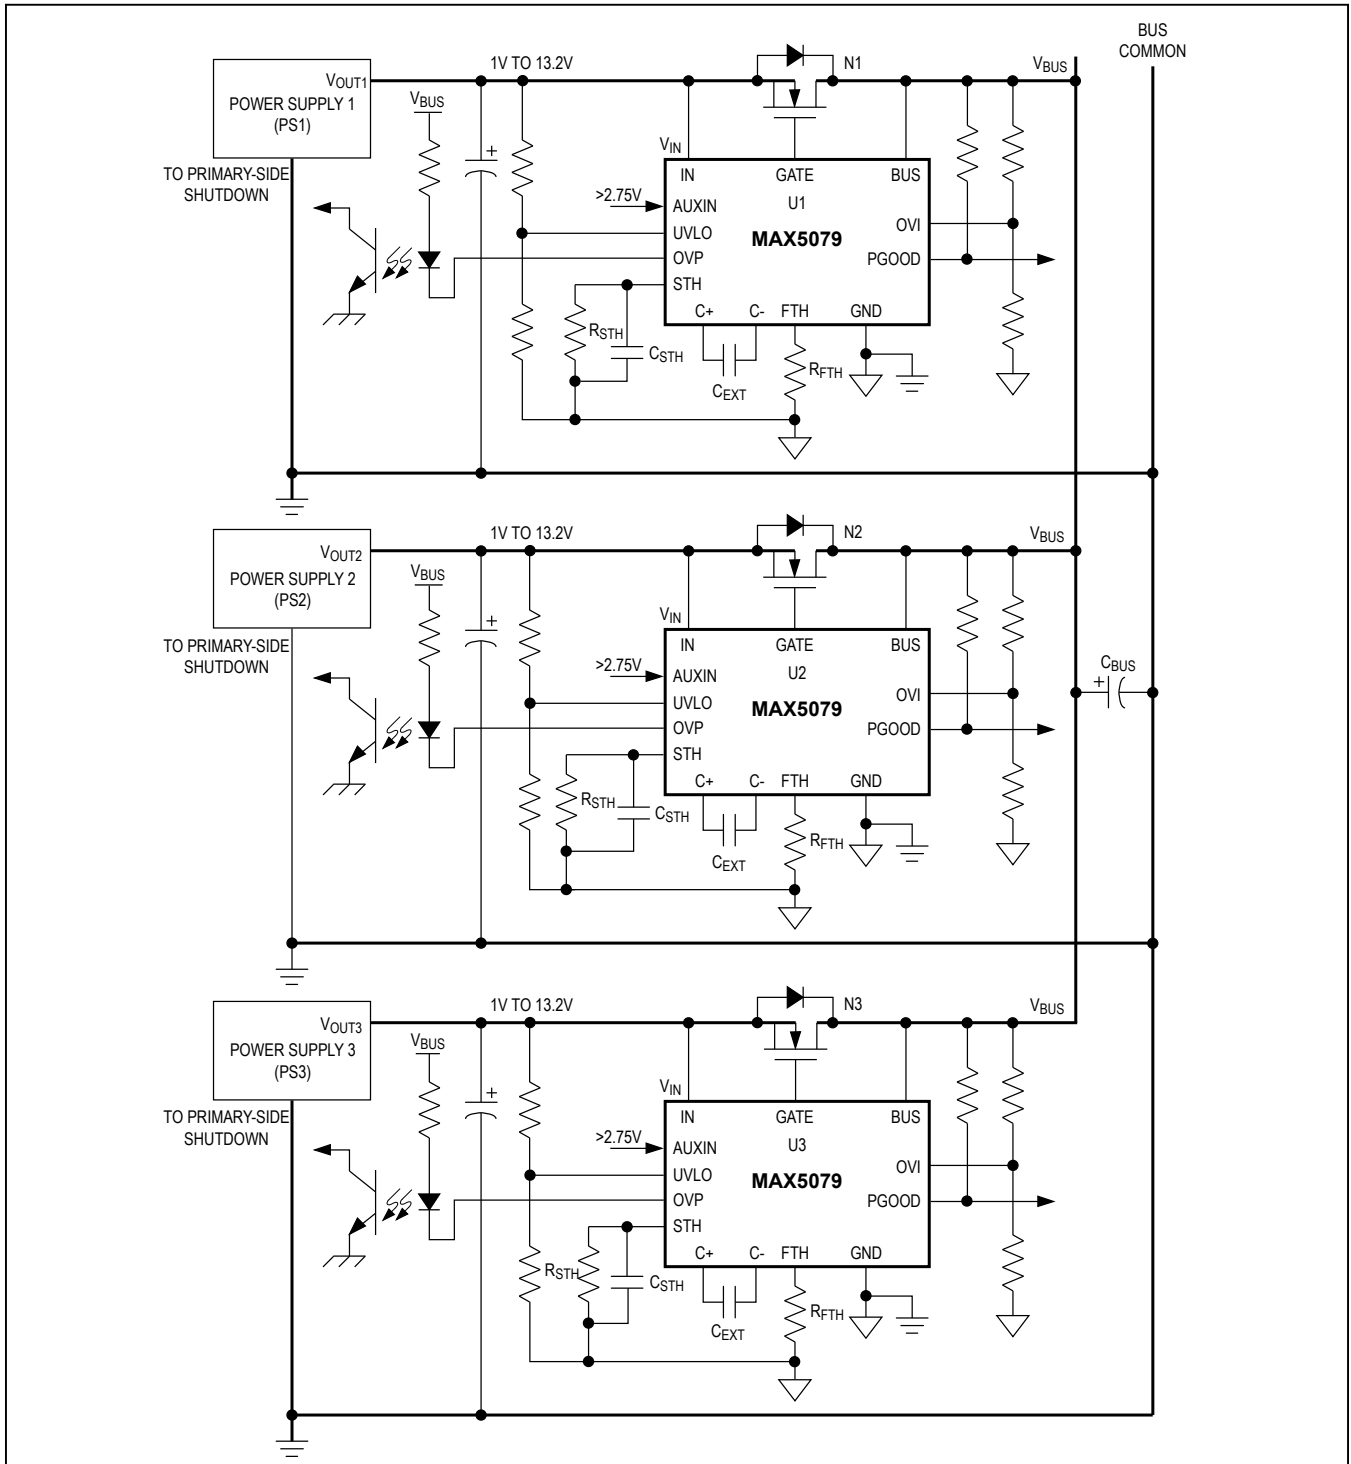 BUS
COMMON
1V TO 13.2V
N1
VBUS
VOUT1
POWER SUPPLY 1
(PS1)
VBUS
+
VIN
TO PRIMARY-SIDE
SHUTDOWN
IN
GATE
BUS
>2.75V
AUXIN
U1
UVLO
MAX5079
OVI
OVP
PGOOD
STH
C+
C-
FTH
GND
RSTH
CSTH
CEXT
RFTH
1V TO 13.2V
N2
VBUS
VOUT2
POWER SUPPLY 2
(PS2)
VBUS
+
VIN
TO PRIMARY-SIDE
SHUTDOWN
IN
GATE
BUS
>2.75V
AUXIN
U2
UVLO
MAX5079
OVI
OVP
PGOOD
STH
CBUS
+
C+
C-
FTH
GND
RSTH
CSTH
CEXT
RFTH
1V TO 13.2V
N3
VBUS
VOUT3
POWER SUPPLY 3
(PS3)
VBUS
+
VIN
TO PRIMARY-SIDE
SHUTDOWN
IN
GATE
BUS
>2.75V
AUXIN
U3
UVLO
MAX5079
OVI
OVP
PGOOD
STH
C+
C-
FTH
GND
RSTH
CSTH
CEXT
RFTH